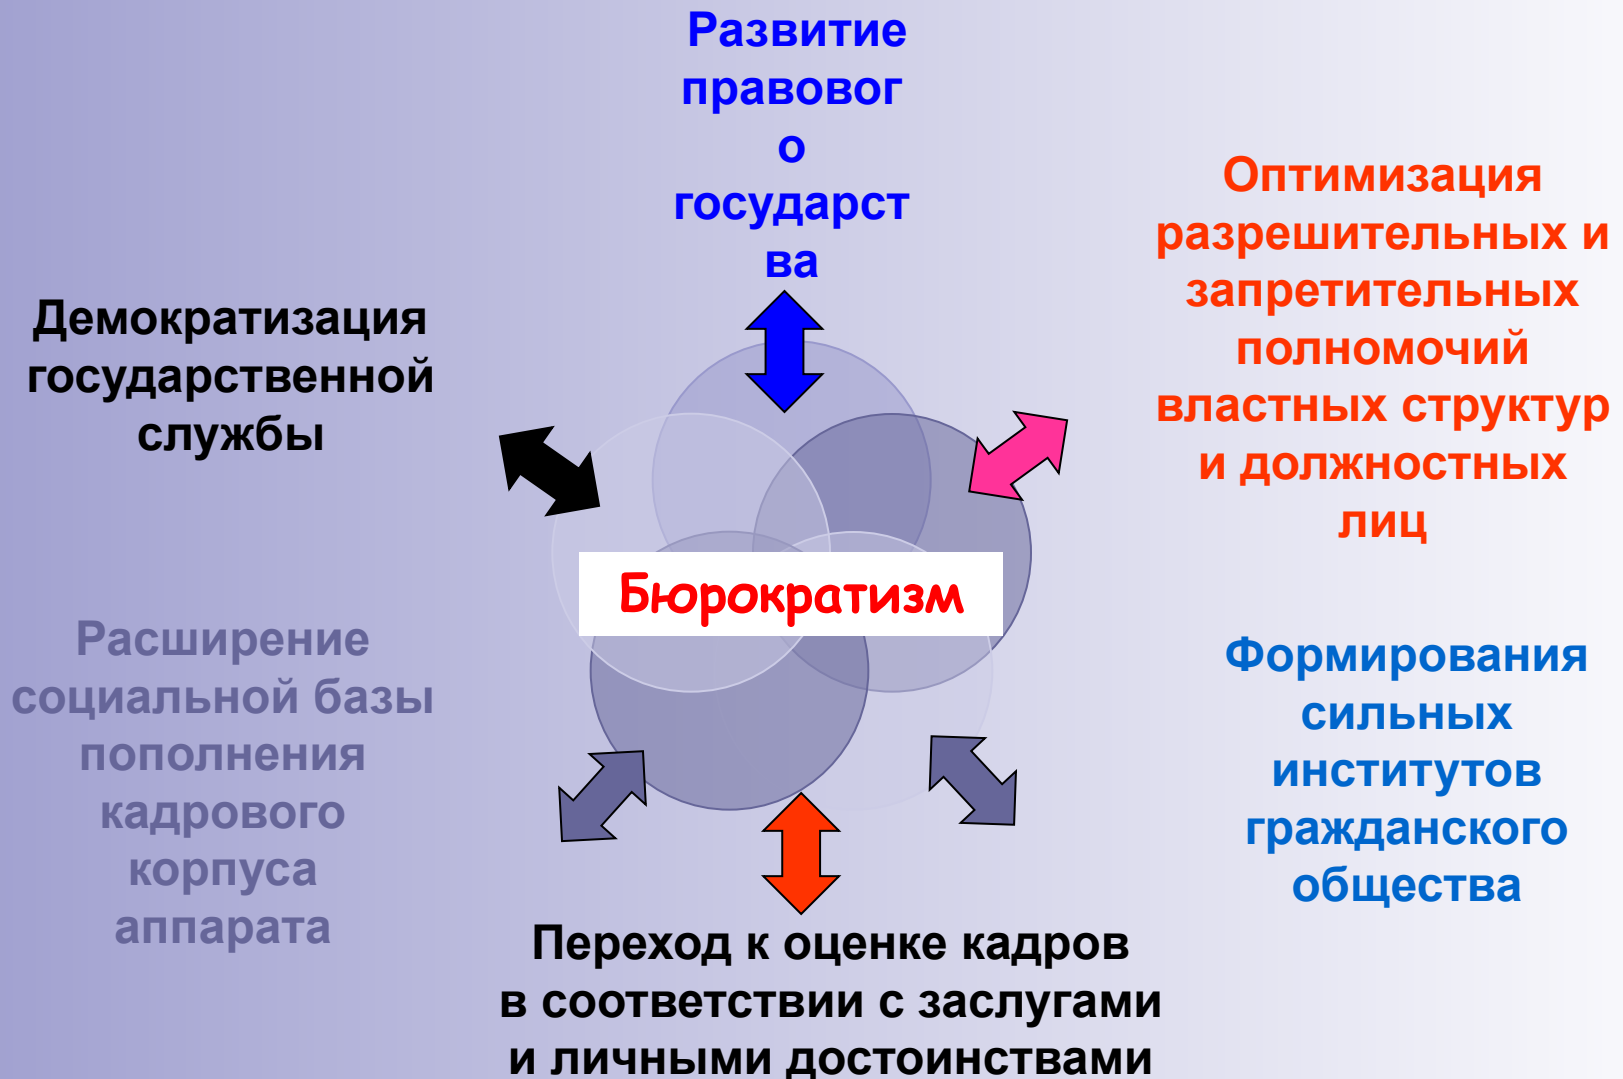 Развитие
правовог
о
государст
ва
Оптимизация
разрешительных и
запретительных
полномочий
властных структур
и должностных
лиц
Демократизация
государственной
службы
Бюрократизм
Расширение
социальной базы
пополнения
кадрового
корпуса
аппарата
Формирования
сильных
институтов
гражданского
общества
Переход к оценке кадров
в соответствии с заслугами
и личными достоинствами